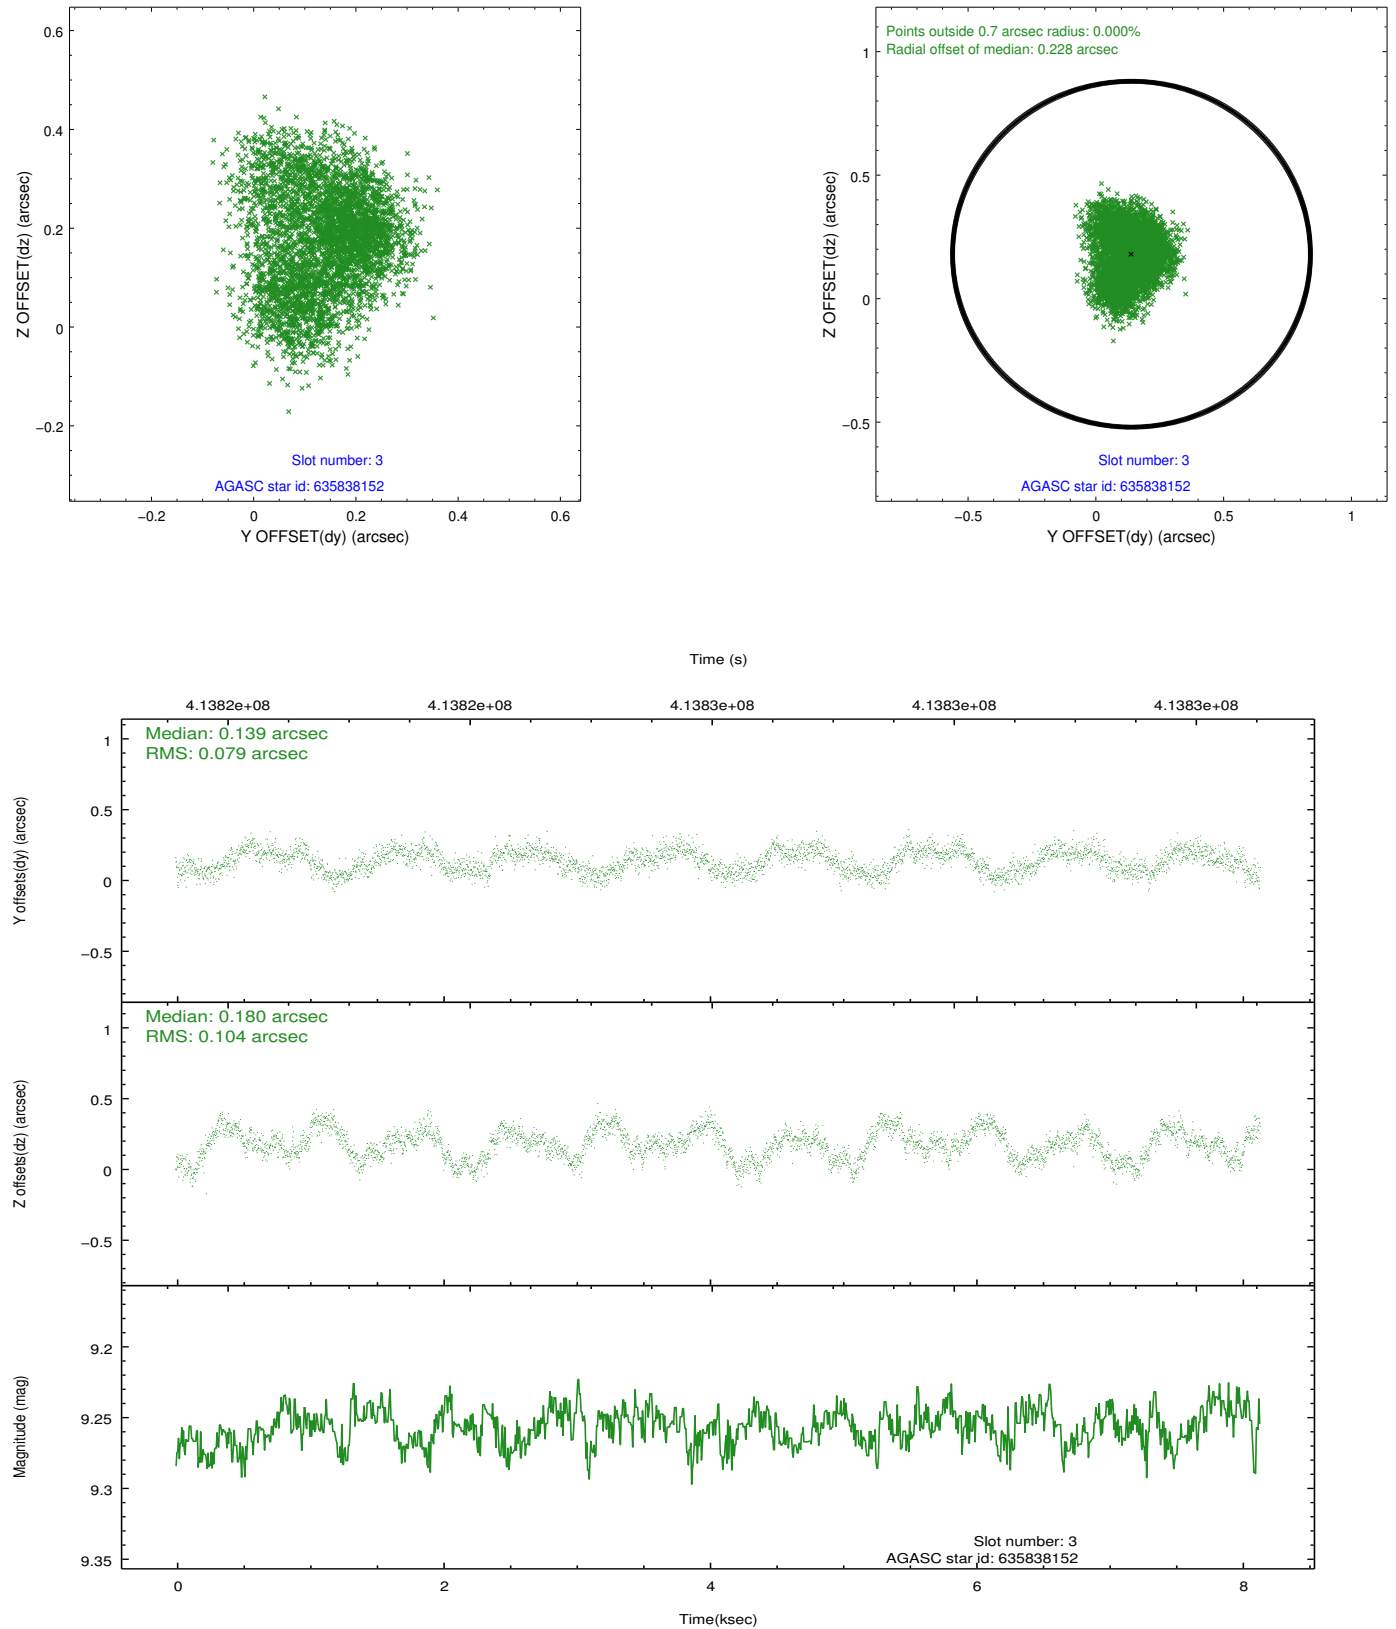 0.6
0.4
0.2
0
−0.2
Z OFFSET(dz) (arcsec)
Slot number: 3
AGASC star id: 635838152
−0.2 0 0.2 0.4 0.6
Y OFFSET(dy) (arcsec)
Points outside 0.7 arcsec radius: 0.000%
Radial offset of median: 0.228 arcsec
1
0.5
0
−0.5
Z OFFSET(dz) (arcsec)
Slot number: 3
AGASC star id: 635838152
−0.5 0 0.5 1
Y OFFSET(dy) (arcsec)
Time (s)
4.1382e+08 4.1382e+08 4.1383e+08 4.1383e+08 4.1383e+08
Median: 0.139 arcsec
RMS: 0.079 arcsec
1
0.5
0
−0.5
Y offsets(dy) (arcsec)
Median: 0.180 arcsec
RMS: 0.104 arcsec
1
0.5
0
−0.5
Z offsets(dz) (arcsec)
9.2
9.25
9.3
9.35
Magnitude (mag)
Slot number: 3
AGASC star id: 635838152
0 2 4 6 8
Time(ksec)